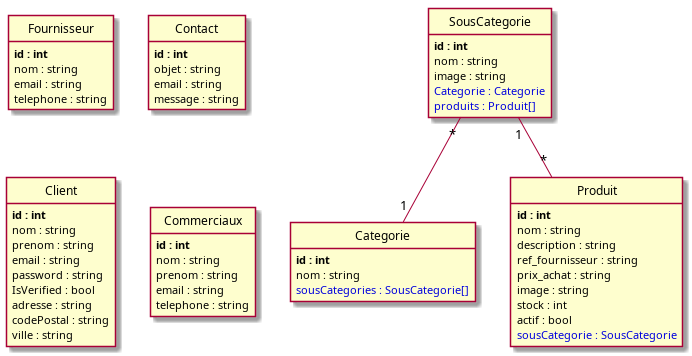 Fournisseur
id : int
nom : string
email : string
telephone : string
Contact
id : int
objet : string
email : string
message : string
SousCategorie
id : int
nom : string
image : string
Categorie : Categorie
produits : Produit[]
*
1
1
*
Client
id : int
nom : string
prenom : string
email : string
password : string
IsVerified : bool
adresse : string
codePostal : string
ville : string
Commerciaux
id : int
nom : string
prenom : string
email : string
telephone : string
Categorie
id : int
nom : string
sousCategories : SousCategorie[]
Produit
id : int
nom : string
description : string
ref_fournisseur : string
prix_achat : string
image : string
stock : int
actif : bool
sousCategorie : SousCategorie